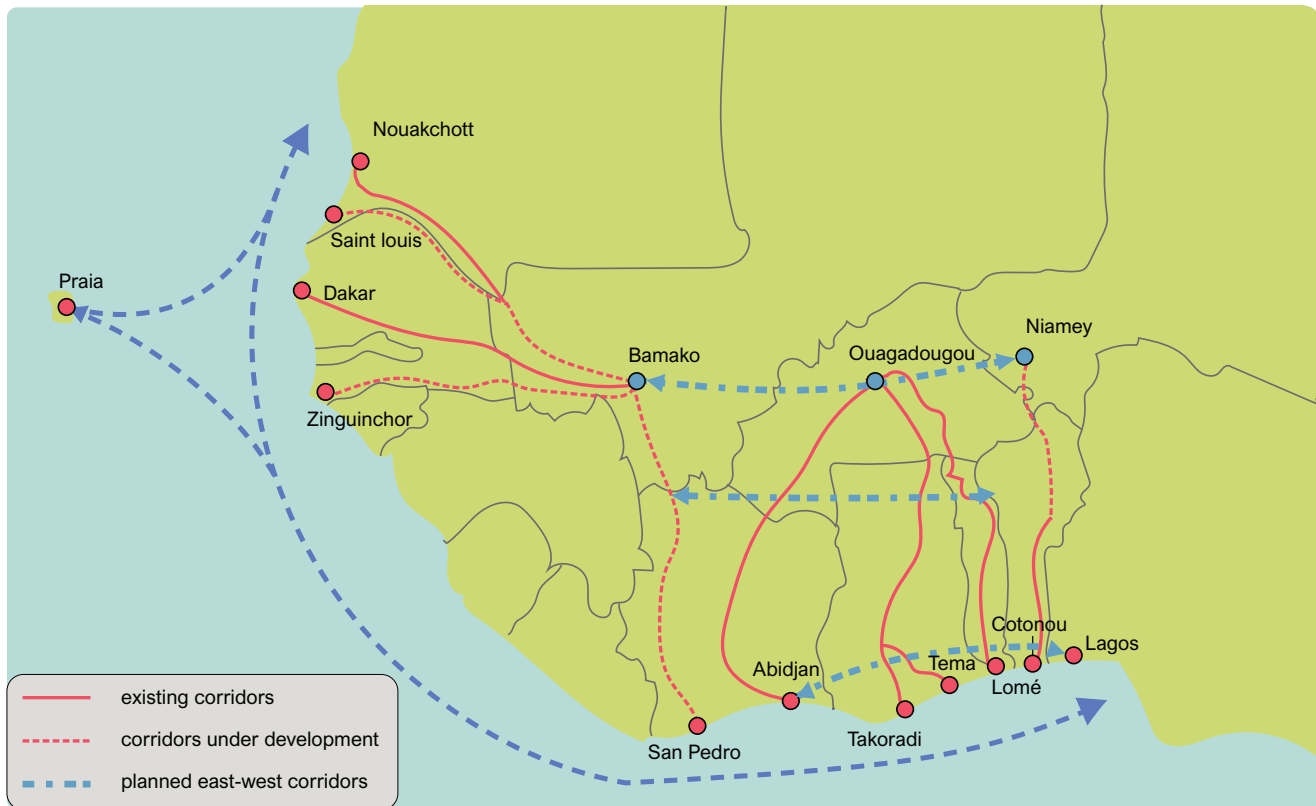 Nouakchott
Saint louis
Praia
Dakar
Niamey
Bamako
Ouagadougou
Zinguinchor
Cotonou
Lagos
Tema
Abidjan
Lomé
San Pedro
Takoradi
existing corridors
corridors under development
planned east-west corridors